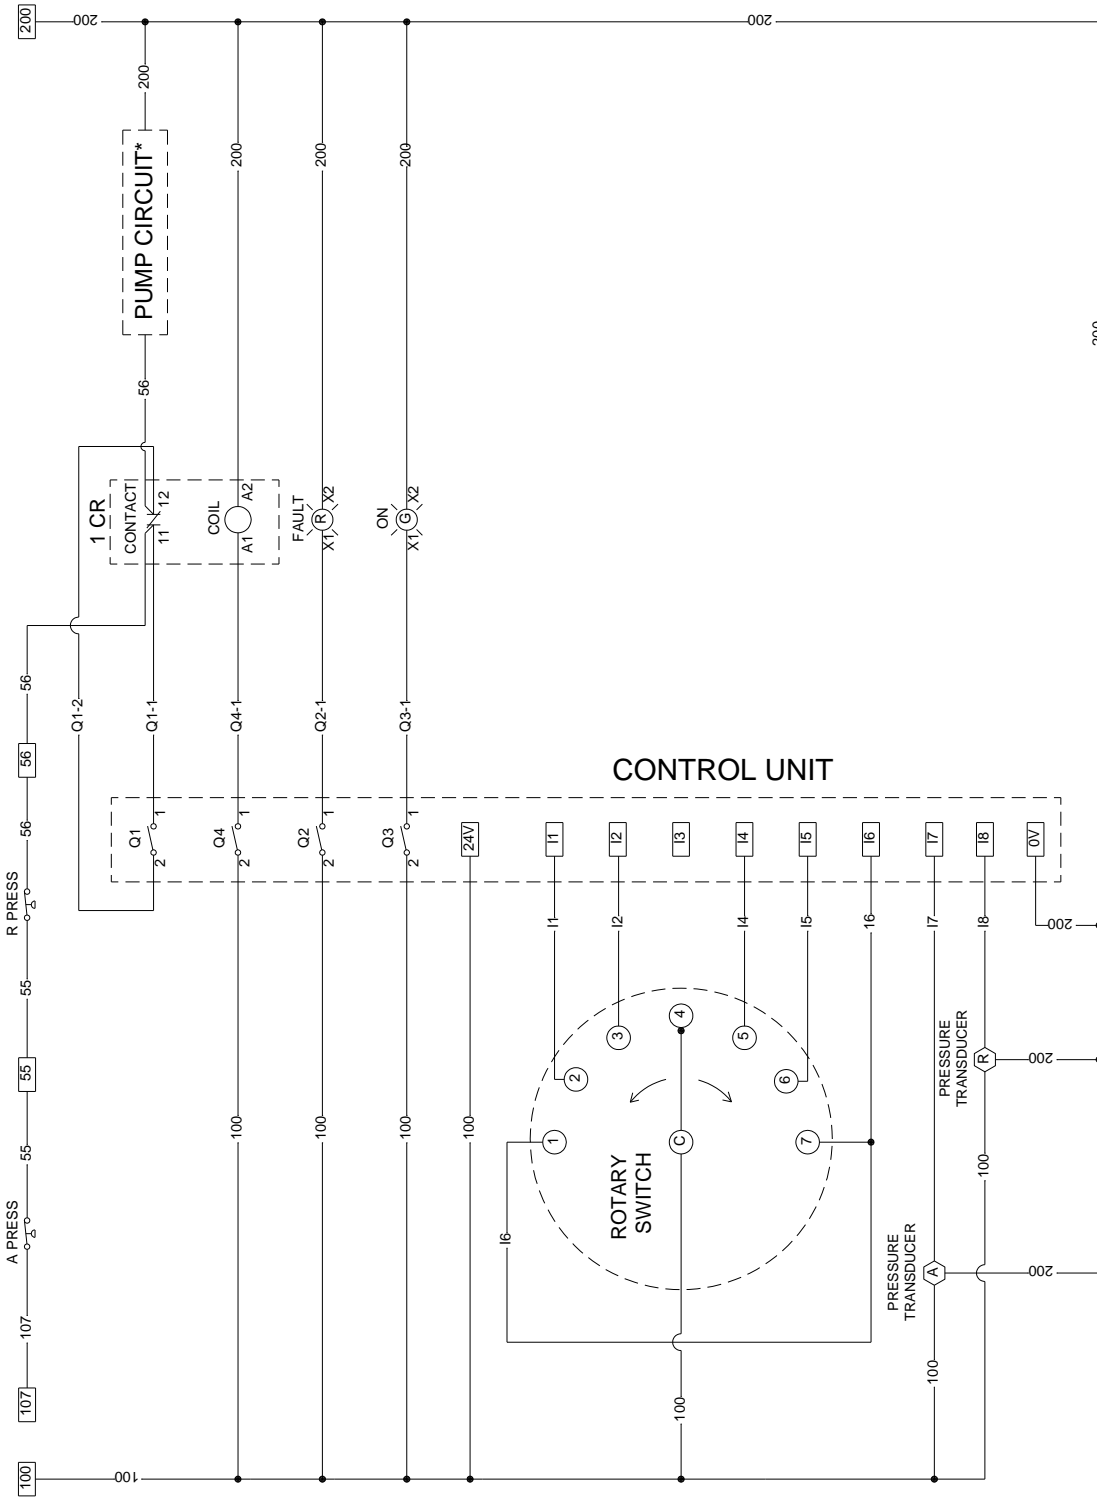 200
200
200
200
PUMP CIRCUIT*
56
1 CR
CONTACT
11
12
COIL
A1
A2
200
FAULT
X1
R
X2
200
ON
X1
G
X2
200
R PRESS
A PRESS
100
100
107
107
55
55
55
56
56
56
Q1-2
Q1-1
Q4-1
Q2-1
Q3-1
CONTROL UNIT
Q1
2
1
Q4
2
1
Q2
2
1
Q3
2
1
24V
I1
I2
I3
I4
I5
I6
I7
I8
0V
100
100
100
100
I1
I2
I4
I5
16
I7
I8
200
ROTARY
SWITCH
1
2
3
4
5
6
7
C
I6
100
PRESSURE
TRANSDUCER
R
200
100
PRESSURE
TRANSDUCER
A
200
100